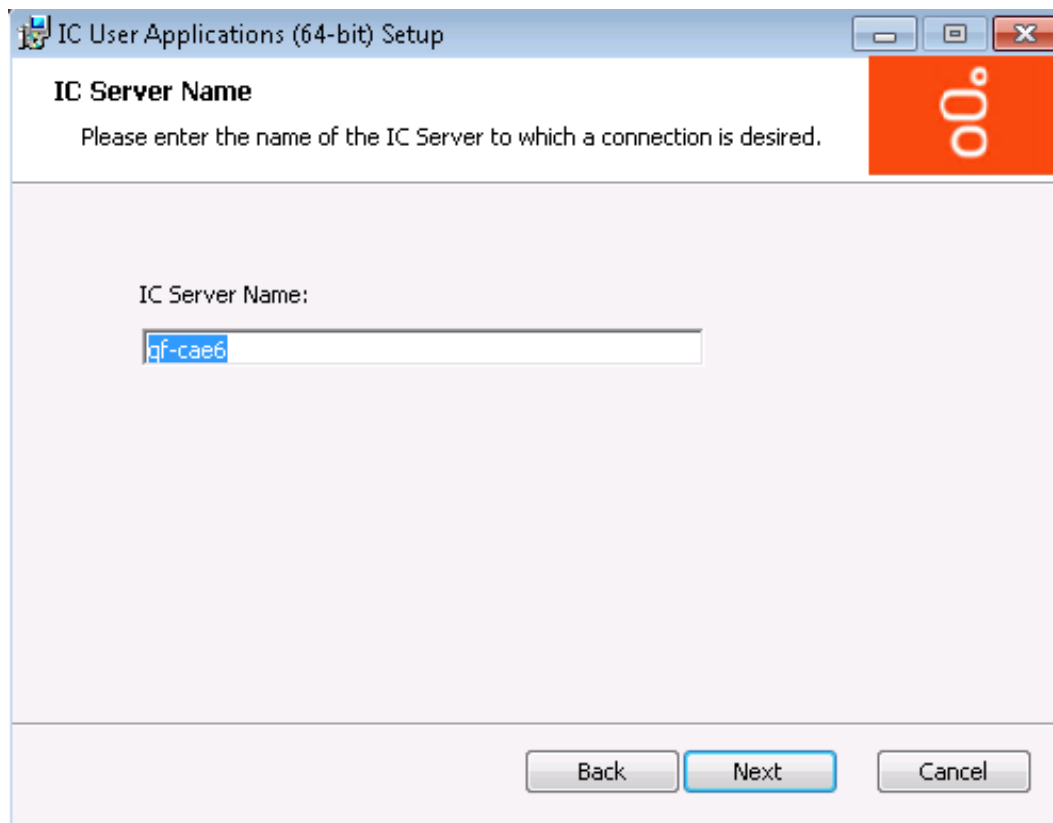 IC User Applications (64-bit) Setup
IC Server Name
Please enter the name of the IC Server to which a connection is desired.
IC Server Name:
qf-cae6
Back Next Cancel